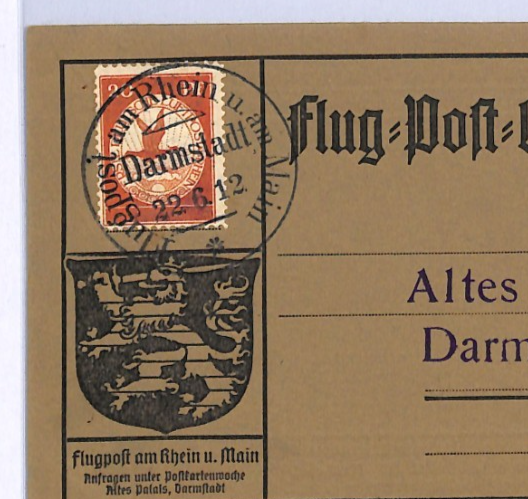 20
Flugpost am Rhein u. am Main
Darmstadt
22.6.12
Flug-Post-
Altes
Darm
Flugpost am Rhein u. Main
Anfragen unter Postkartenwoche
Altes Palais, Darmstadt